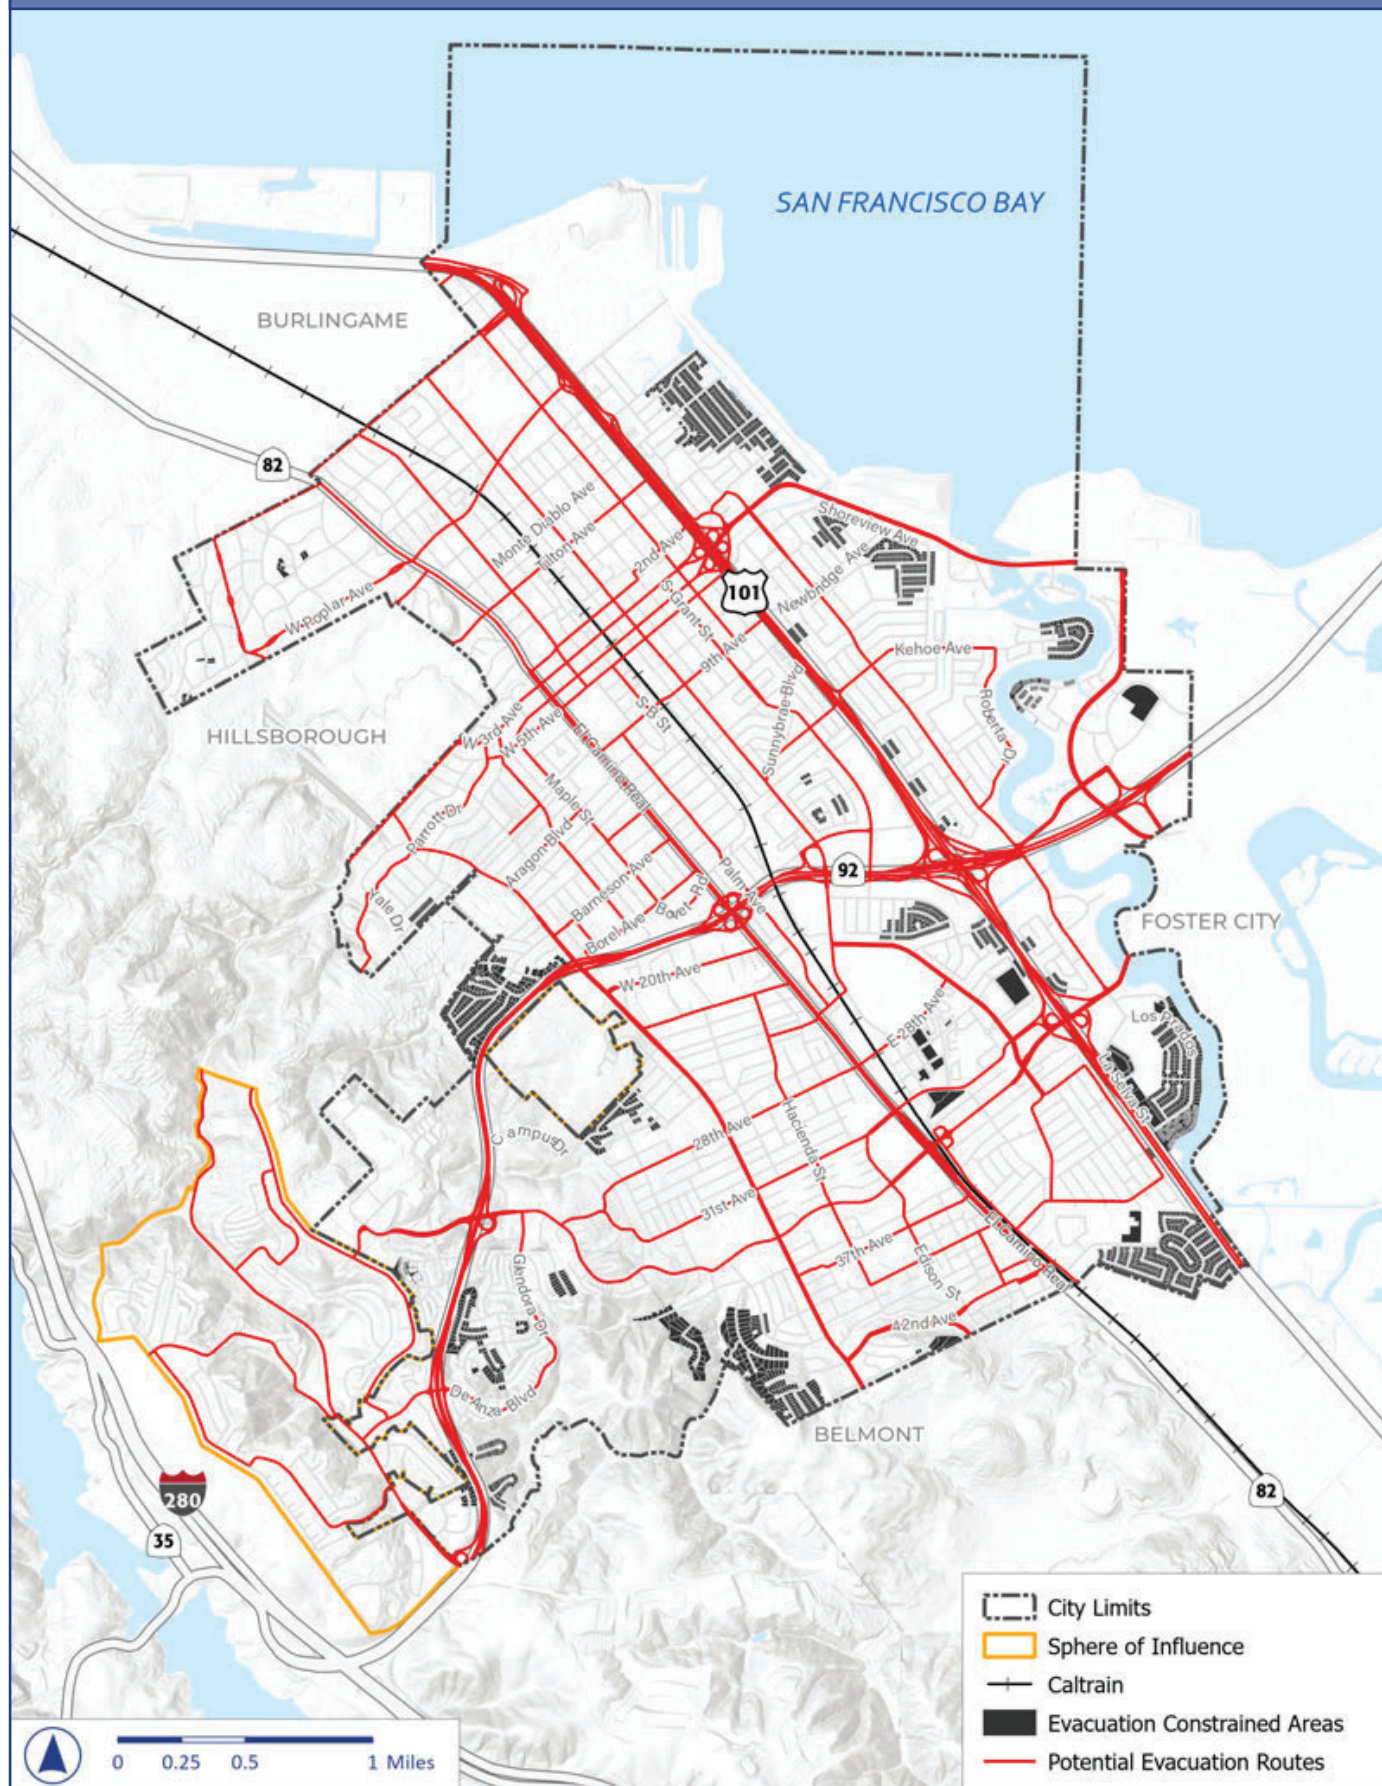 SAN FRANCISCO BAY
BURLINGAME
82
Monte Diablo Ave
Tilton Ave
2nd Ave
Shoreview Ave
101
Newbridge Ave
S Grant St
9th Ave
W Poplar Ave
Kehoe Ave
Sunnybrae Blvd
Roberta Dr
S B St
HILLSBOROUGH
W 3rd Ave
W 5th Ave
El Camino Real
Maple St
Parrott Dr
Aragon Blvd
92
Palm Ave
Barneson Ave
Bovet Rd
Yale Dr
Borel Ave
FOSTER CITY
W 20th Ave
E 28th Ave
Los Prados
La Selva St
Campus Dr
28th Ave
Hacienda St
31st Ave
37th Ave
Edison St
El Camino Real
Glendora Dr
42nd Ave
De Anza Blvd
BELMONT
280
35
82
City Limits
Sphere of Influence
Caltrain
Evacuation Constrained Areas
Potential Evacuation Routes
0 0.25 0.5 1 Miles